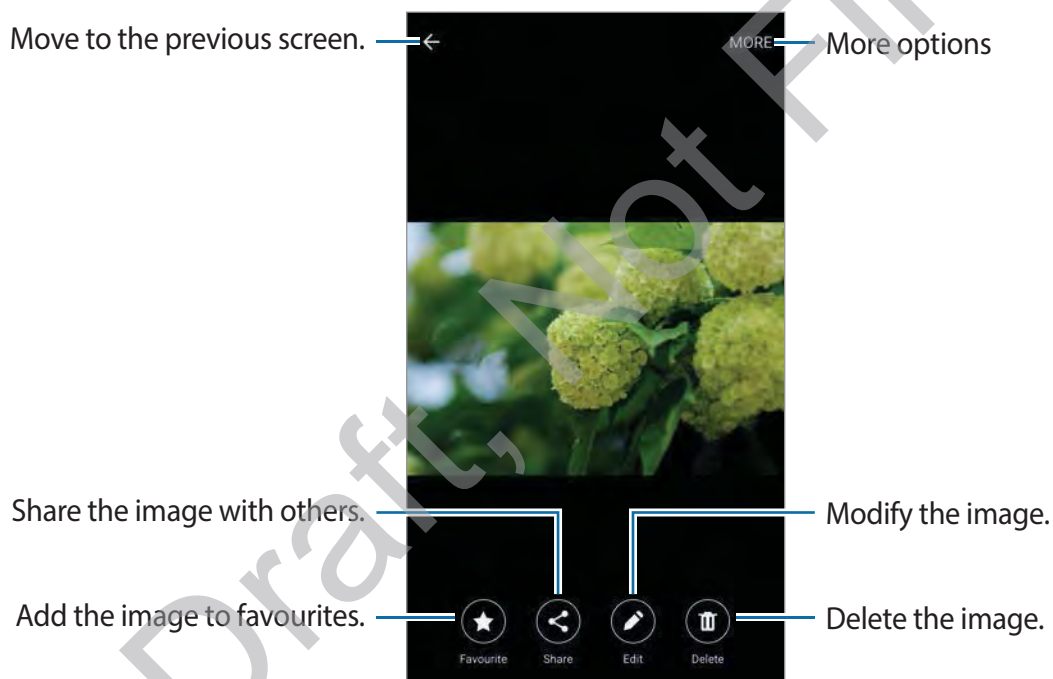 Move to the previous screen.
MORE
More options
Share the image with others.
Modify the image.
Add the image to favourites.
Delete the image.
Favourite
Share
Edit
Delete
Draft, Not